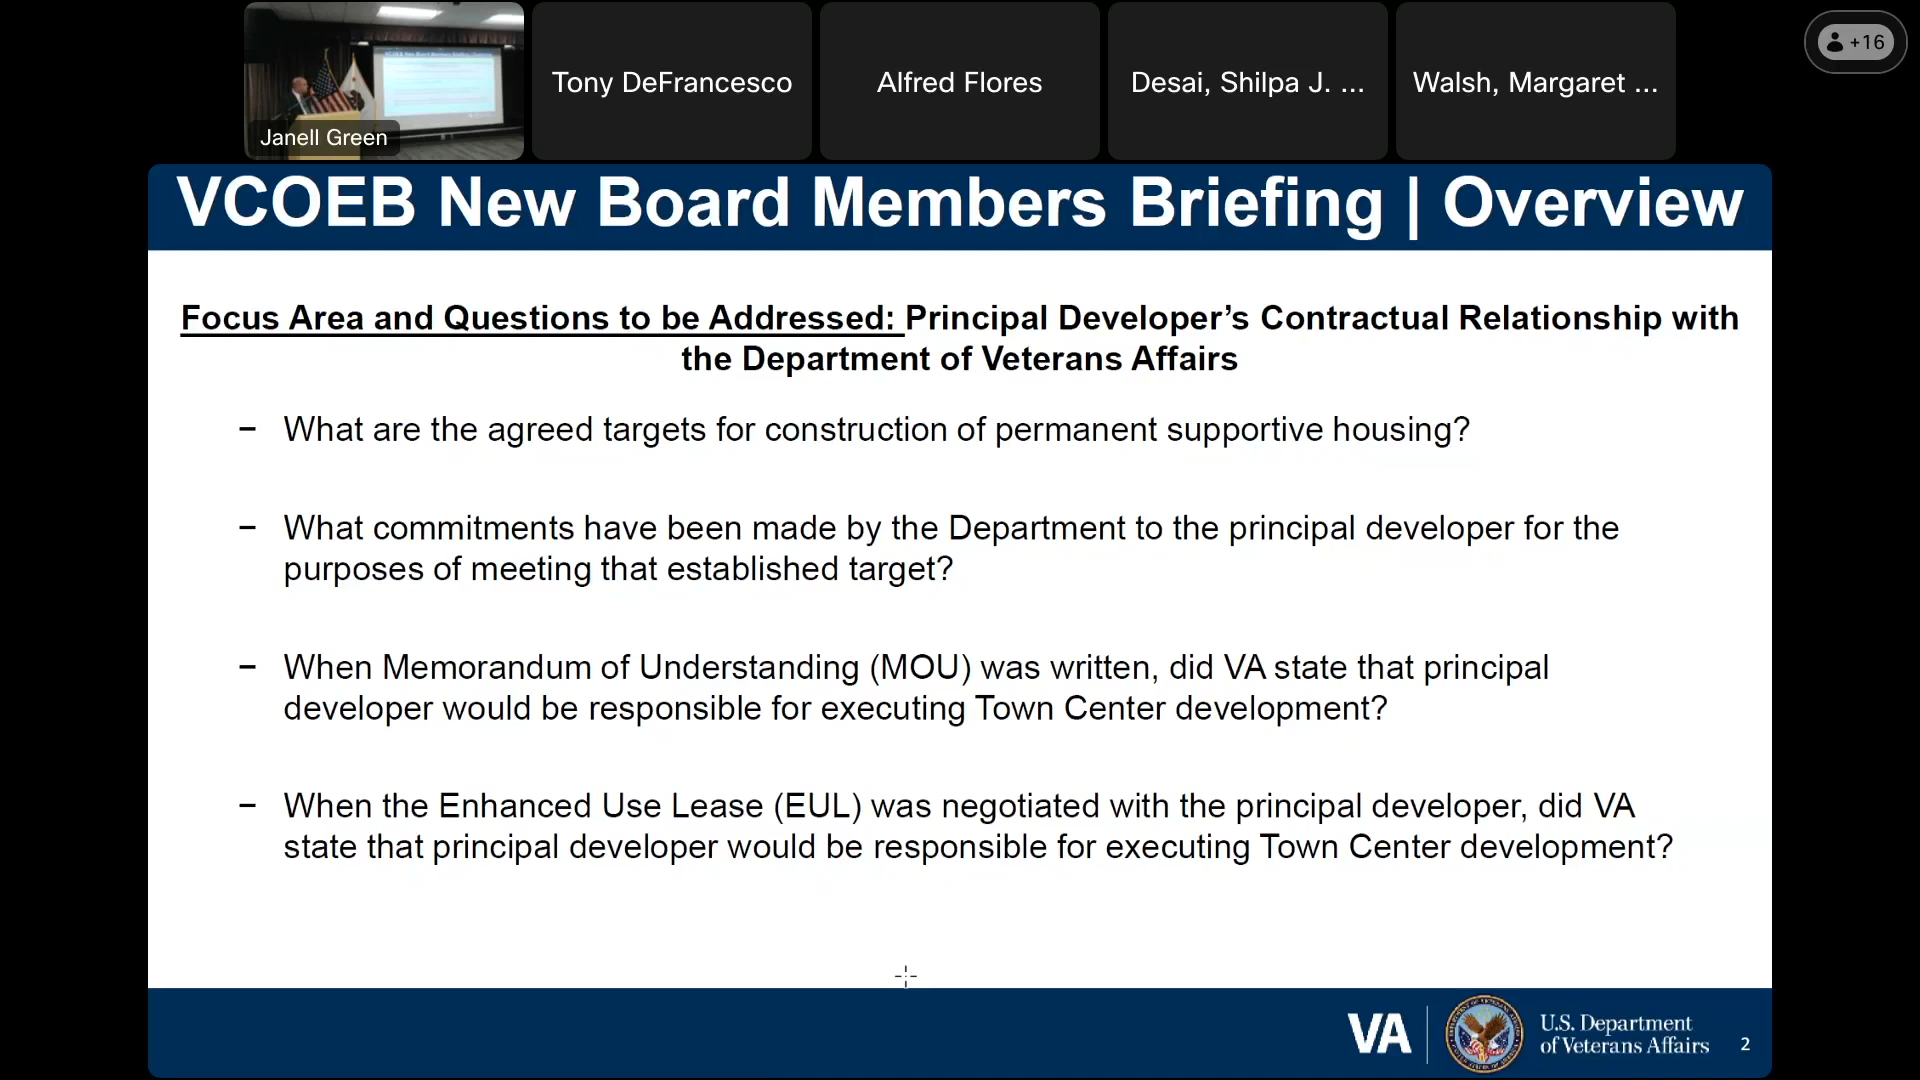 Janell Green
Tony DeFrancesco
Alfred Flores
Desai, Shilpa J. ...
Walsh, Margaret ...
+16
VCOEB New Board Members Briefing | Overview
Focus Area and Questions to be Addressed: Principal Developer’s Contractual Relationship with
the Department of Veterans Affairs
− What are the agreed targets for construction of permanent supportive housing?
− What commitments have been made by the Department to the principal developer for the
purposes of meeting that established target?
− When Memorandum of Understanding (MOU) was written, did VA state that principal
developer would be responsible for executing Town Center development?
− When the Enhanced Use Lease (EUL) was negotiated with the principal developer, did VA
state that principal developer would be responsible for executing Town Center development?
VA
U.S. Department
of Veterans Affairs
2